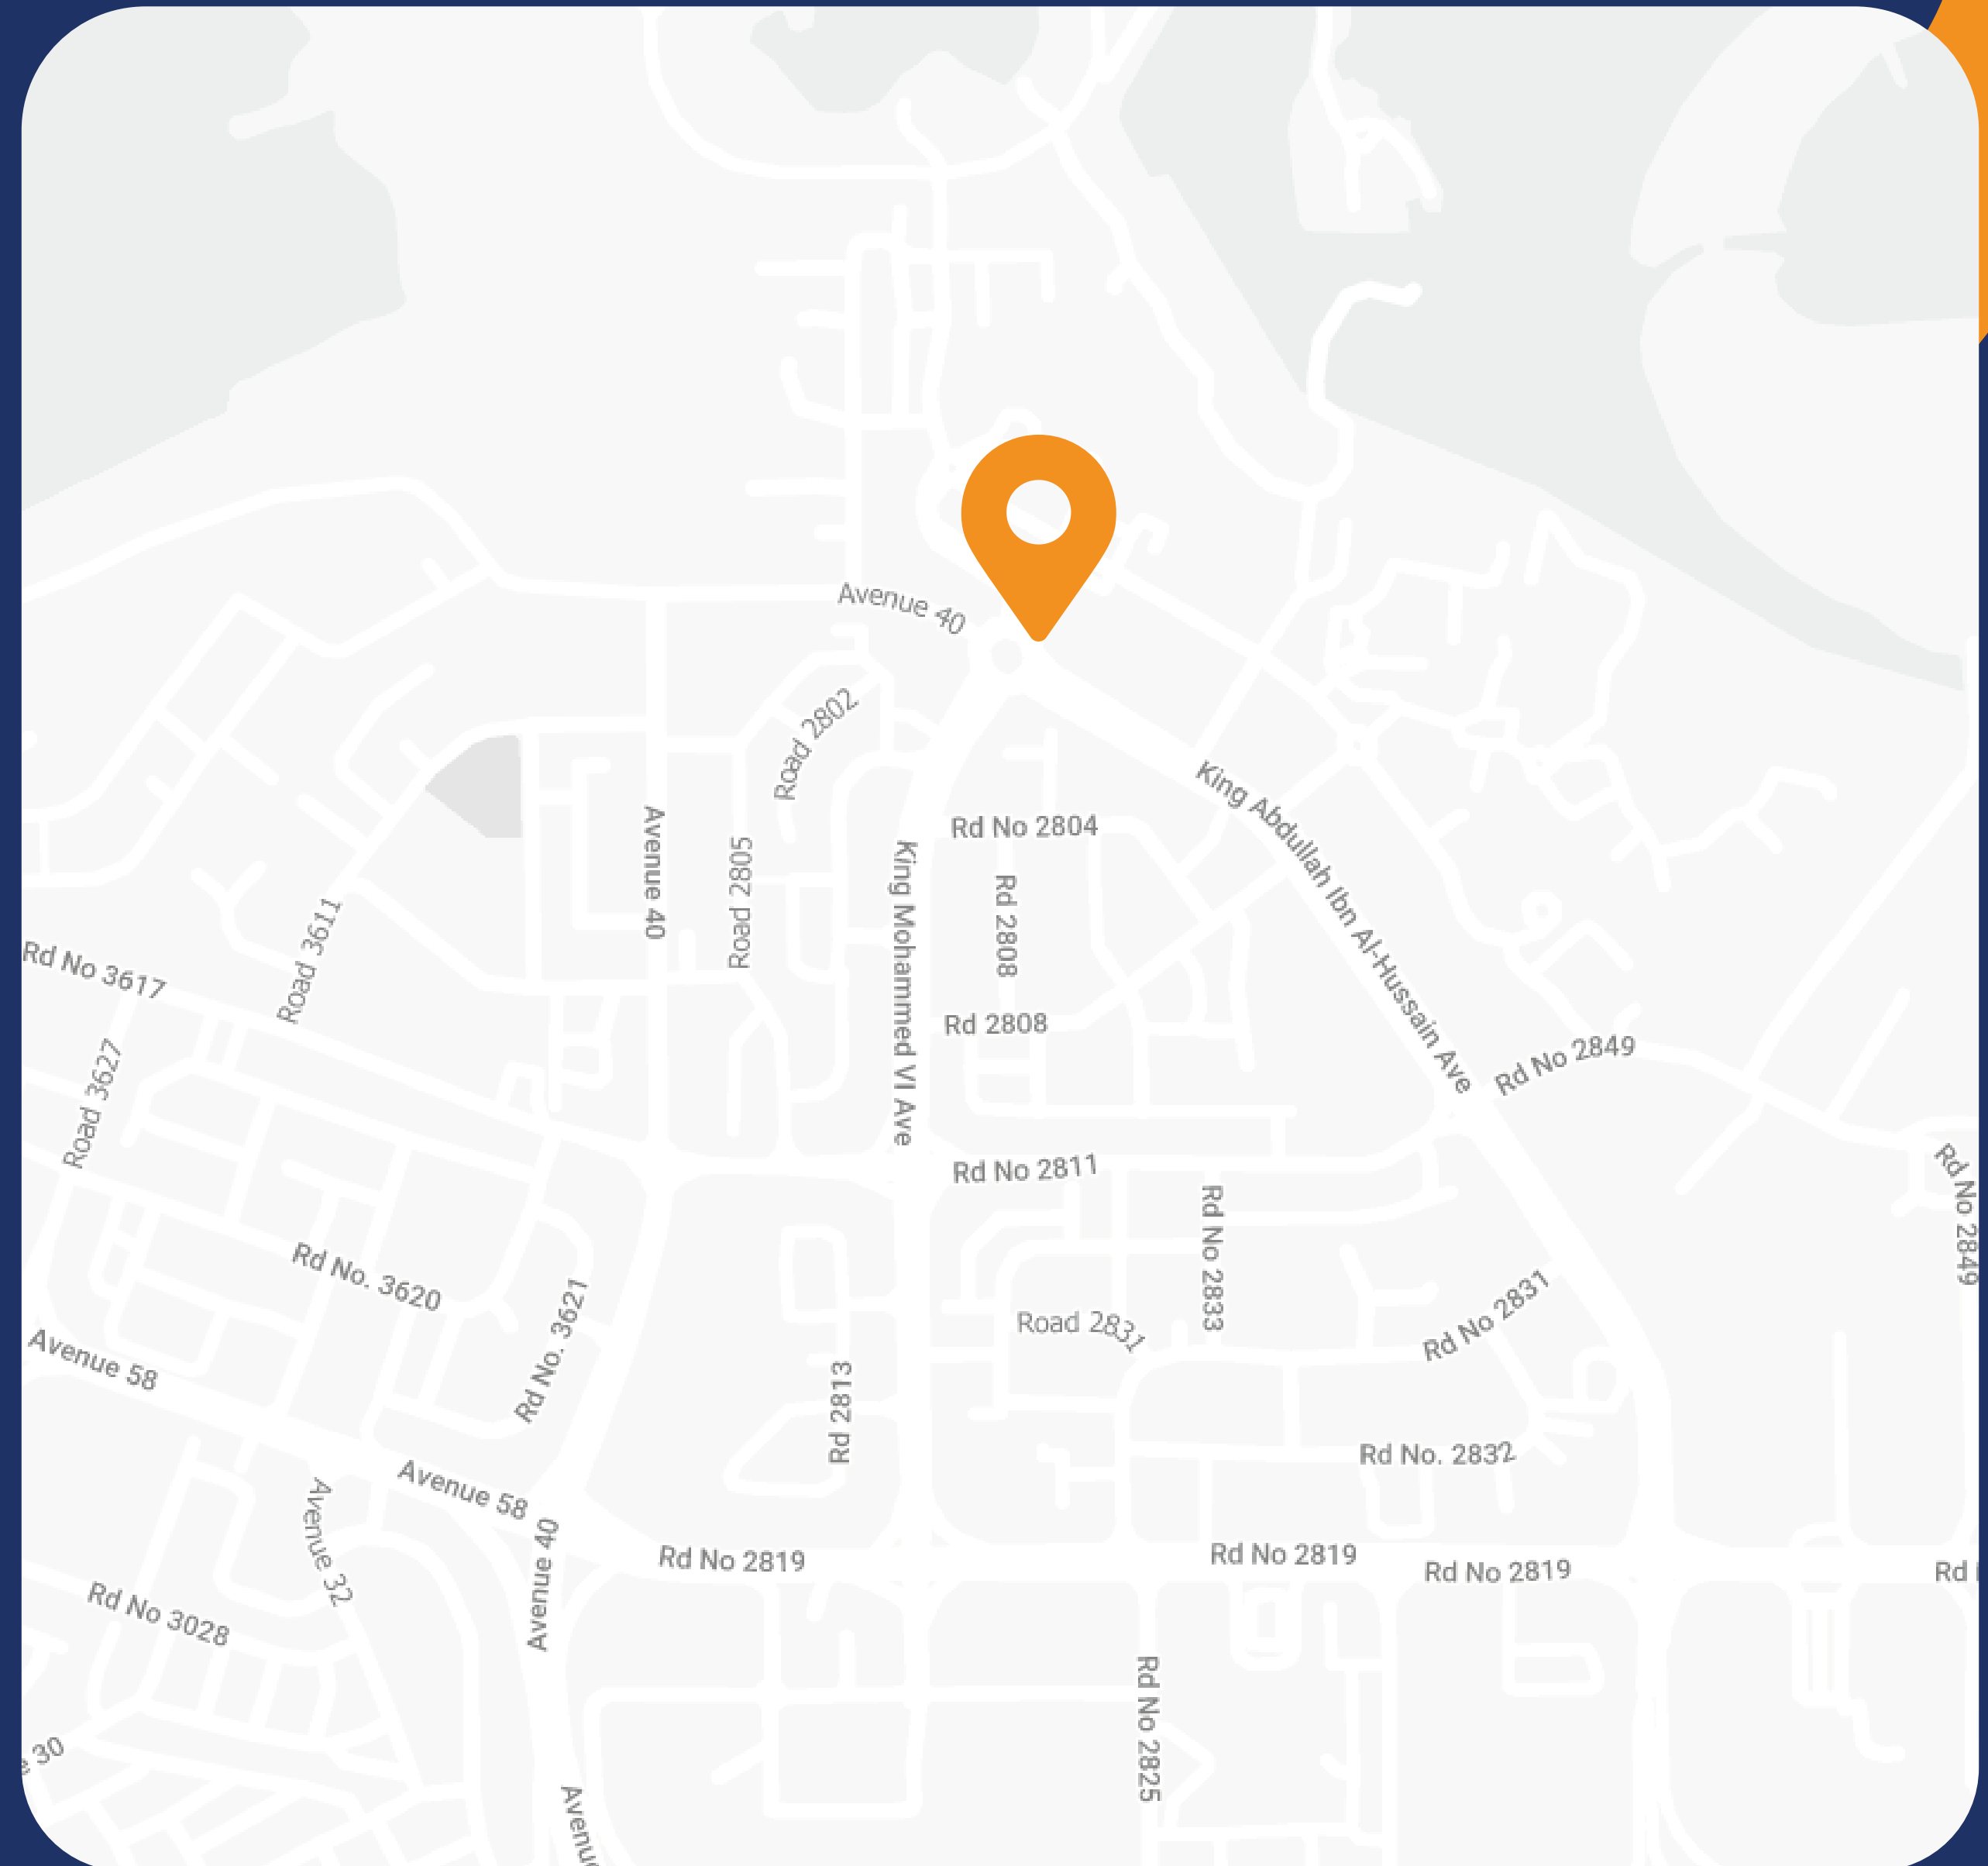 Avenue 40
Road 2802
King Abdullah Ibn Al-Hussain Ave
Rd No 2804
Avenue 40
Road 2805
King Mohammed VI Ave
Rd 2808
Road 3611
Rd No 3617
Rd 2808
Rd No 2849
Road 3627
Rd No 2811
Rd No 2849
Rd No 2833
Rd No. 3620
Rd No. 3621
Road 2831
Rd No 2831
Avenue 58
Rd 2813
Rd No. 2832
Avenue 58
Avenue 32
Avenue 40
Rd No 2819
Rd No 2819
Rd No 2819
Rd
Rd No 3028
Rd No 2825
30